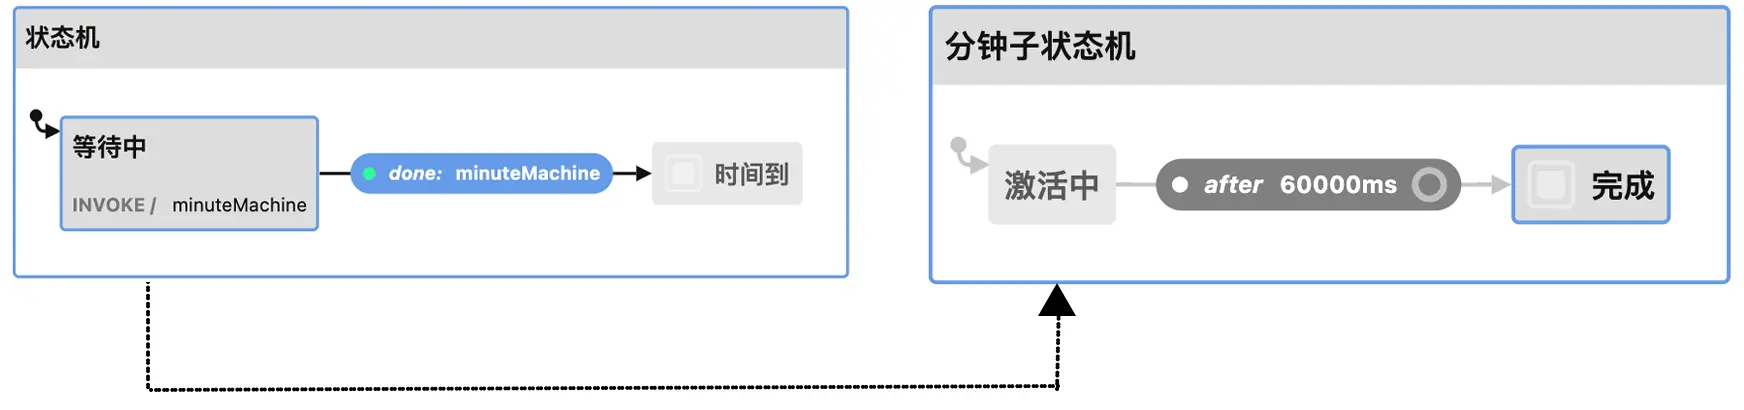 状态机
等待中
INVOKE / minuteMachine
done: minuteMachine
时间到
分钟子状态机
激活中
after 60000ms
完成